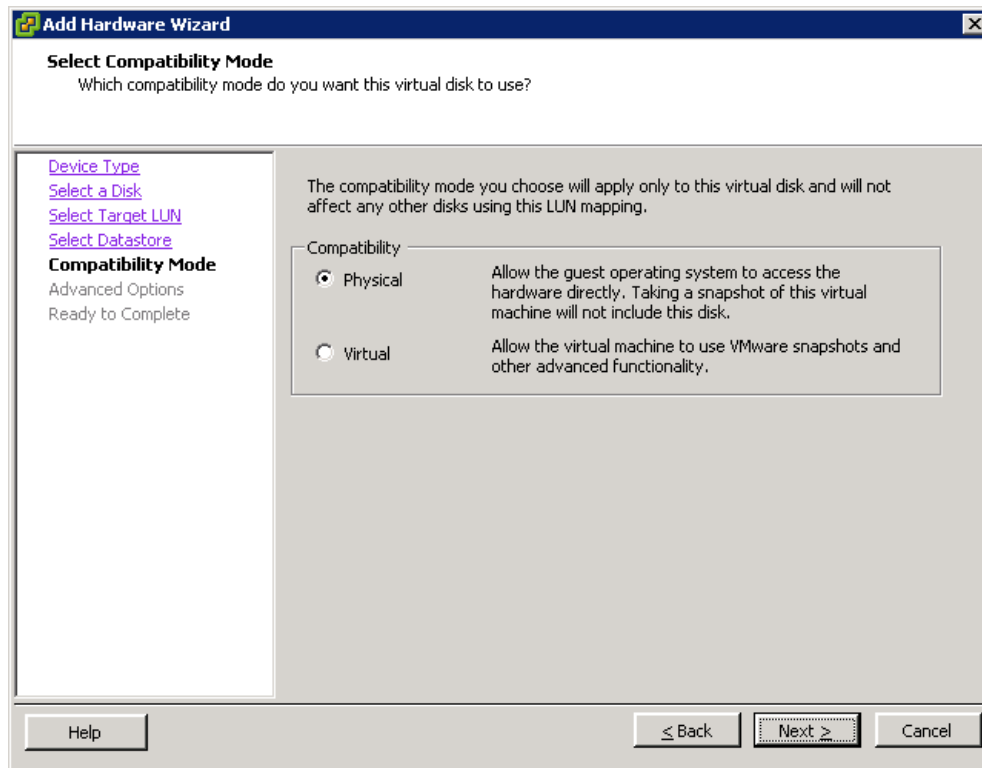 Add Hardware Wizard
Select Compatibility Mode
Which compatibility mode do you want this virtual disk to use?
Device Type
Select a Disk
Select Target LUN
Select Datastore
Compatibility Mode
Advanced Options
Ready to Complete
The compatibility mode you choose will apply only to this virtual disk and will not
affect any other disks using this LUN mapping.
Compatibility
Physical
Allow the guest operating system to access the
hardware directly. Taking a snapshot of this virtual
machine will not include this disk.
Virtual
Allow the virtual machine to use VMware snapshots and
other advanced functionality.
Help
< Back
Next >
Cancel